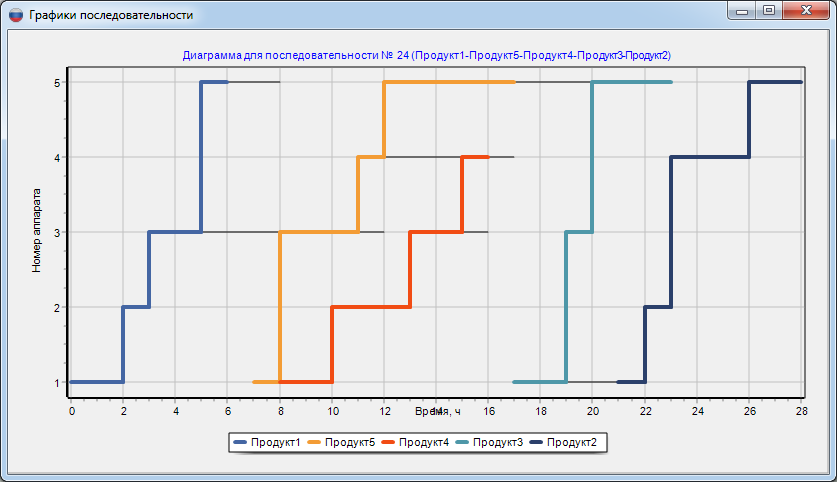 Графики последовательности
Диаграмма для последовательности № 24 (Продукт1-Продукт5-Продукт4-Продукт3-Продукт2)
5
4
3
2
1
Номер аппарата
0 2 4 6 8 10 12 14 16 18 20 22 24 26 28
Время, ч
Продукт1 Продукт5 Продукт4 Продукт3 Продукт2